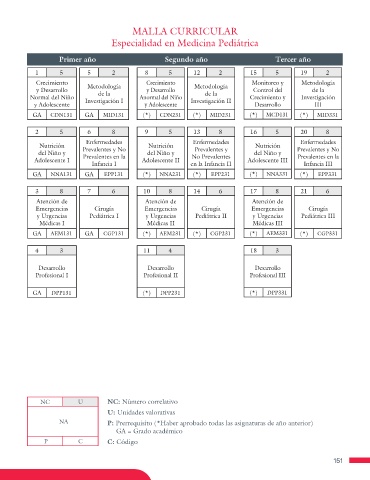 MALLA CURRICULAR
Especialidad en Medicina Pediátrica
Primer año Segundo año Tercer año
1 5 5 2 8 5 12 2 15 5 19 2
Crecimiento y Desarrollo Normal del Niño y Adolescente
Metodología de la Investigación I
Crecimiento y Desarrollo Anormal del Niño y Adolescente
Metodología de la Investigación II
Monitoreo y Control del Crecimiento y Desarrollo
Metodología de la Investigación III
GA CDN131 GA MID131 (*) CDN231 (*) MID231 (*) MCD131 (*) MID331
2 5 6 8 9 5 13 8 16 5 20 8
Nutrición del Niño y Adolescente I
Enfermedades Prevalentes y No Prevalentes en la Infancia I
Nutrición del Niño y Adolescente II
Enfermedades Prevalentes y No Prevalentes en la Infancia II
Nutrición del Niño y Adolescente III
Enfermedades Prevalentes y No Prevalentes en la Infancia III
GA NNA131 GA EPP131 (*) NNA231 (*) EPP231 (*) NNA331 (*) EPP331
3 8 7 6 10 8 14 6 17 8 21 6
Atención de Emergencias y Urgencias Médicas I
Cirugía Pediátrica I
Atención de Emergencias y Urgencias Médicas II
Cirugía Pediátrica II
Atención de Emergencias y Urgencias Médicas III
Cirugía Pediátrica III
GA AEM131 GA CGP131 (*) AEM231 (*) CGP231 (*) AEM331 (*) CGP331
4 3 11 4 18 3
Desarrollo Profesional I
Desarrollo Profesional II
Desarrollo Profesional III
GA DPP131 (*) DPP231 (*) DPP331
NC U
NA
P C
NC: Número correlativo
U: Unidades valorativas
P: Prerrequisito (*Haber aprobado todas las asignaturas de año anterior)
GA = Grado académico
C: Código
151